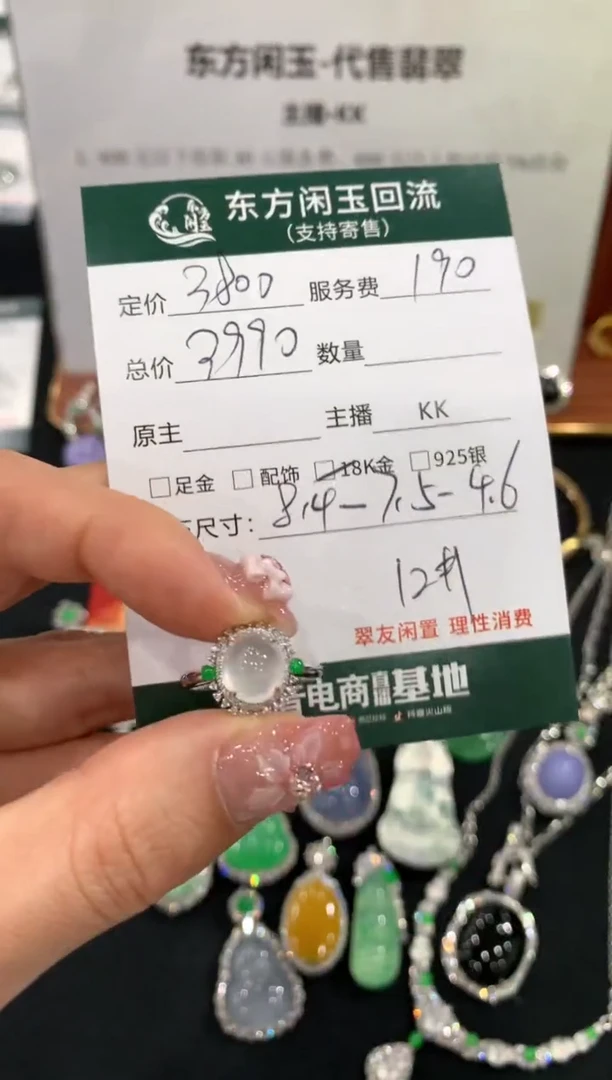 东方闲玉·代售翡翠
主播·KK
东方闲玉回流
(支持寄售)
定价 3800 服务费 190
总价 3990 数量
原主 主播 KK
足金 配饰 18K金 925银
尺寸: 8.4-7.5-4.6
12#
翠友闲置 理性消费
电商直播基地